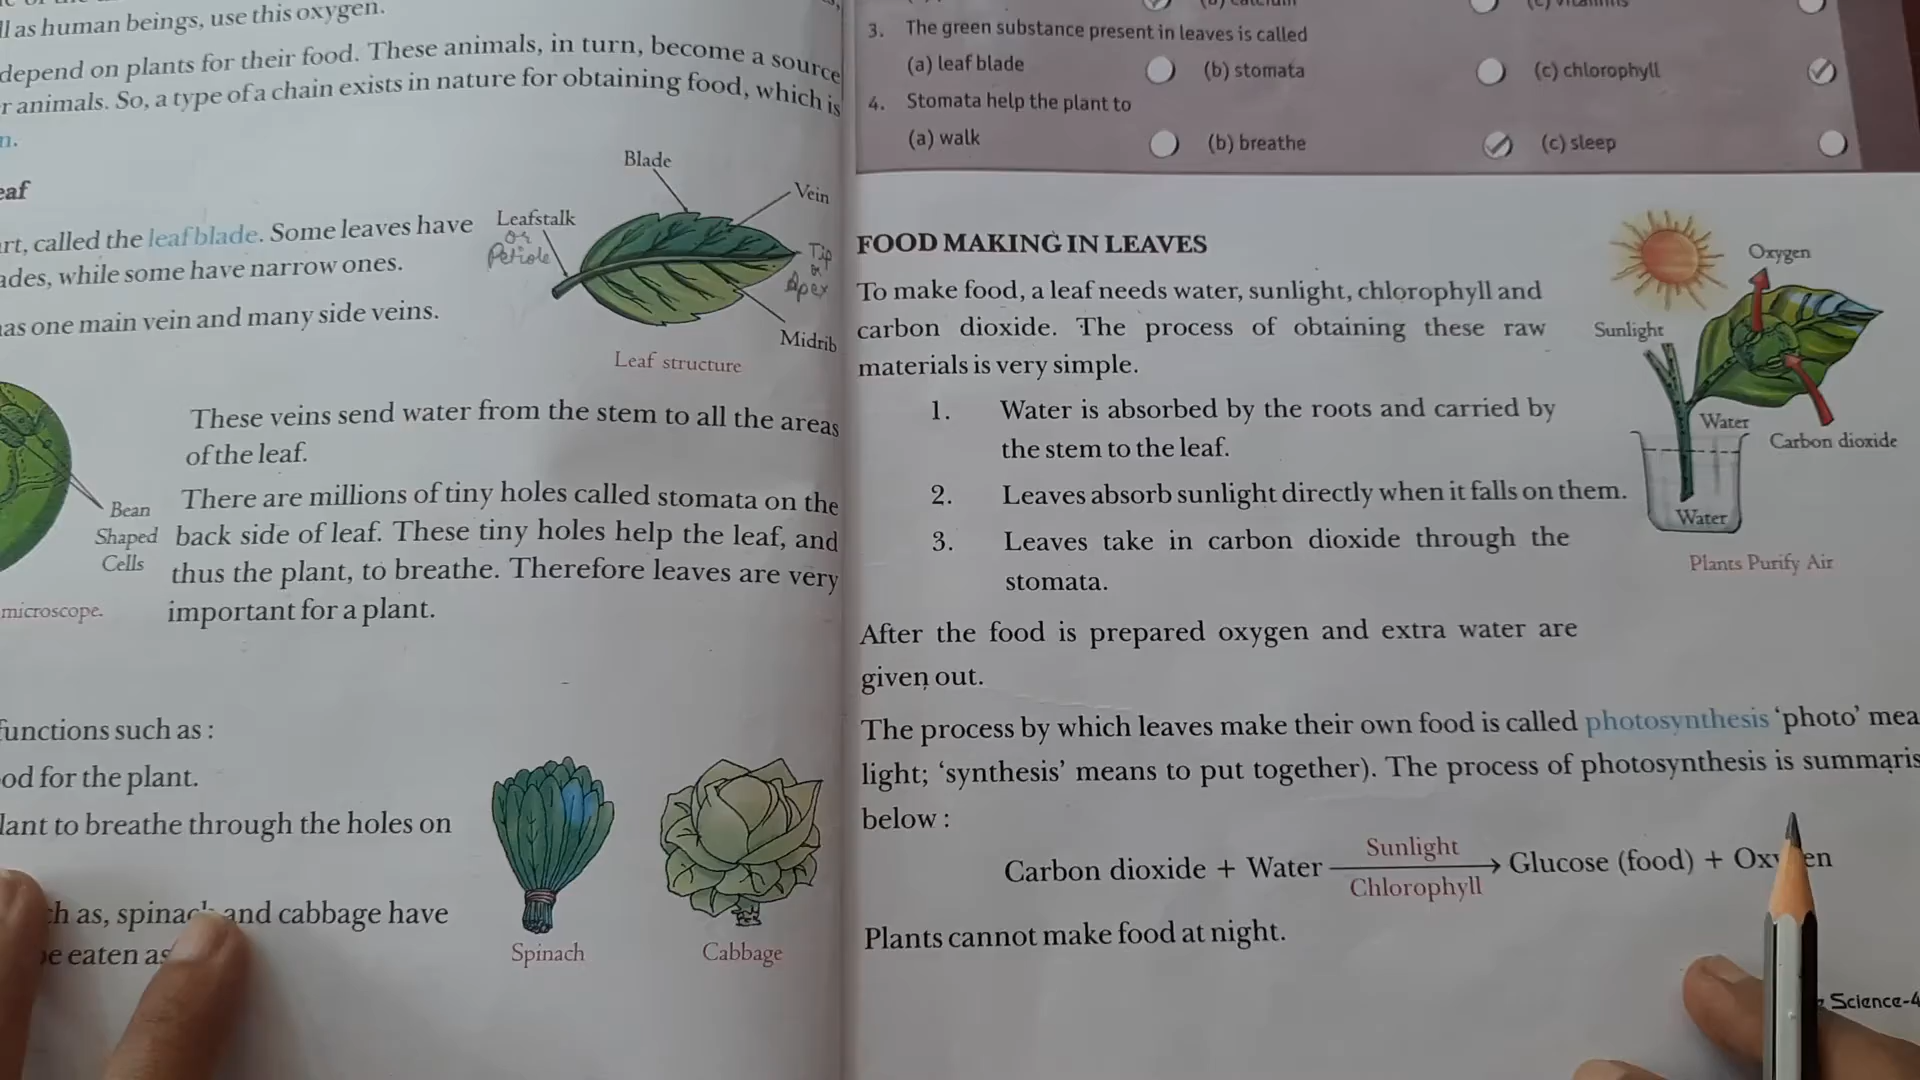 as human beings, use this oxygen.
depend on plants for their food. These animals, in turn, become a source
animals. So, a type of a chain exists in nature for obtaining food, which is
Blade
Vein
Leafstalk
or
Petiole
Tip
or
Apex
Midrib
Leaf structure
called the leaf blade. Some leaves have
while some have narrow ones.
has one main vein and many side veins.
These veins send water from the stem to all the areas
of the leaf.
There are millions of tiny holes called stomata on the
back side of leaf. These tiny holes help the leaf, and
thus the plant, to breathe. Therefore leaves are very
important for a plant.
Bean
Shaped
Cells
microscope.
functions such as :
for the plant.
to breathe through the holes on
as, spinach and cabbage have
eaten as
Spinach
Cabbage
3. The green substance present in leaves is called
(a) leaf blade (b) stomata (c) chlorophyll
4. Stomata help the plant to
(a) walk (b) breathe (c) sleep
FOOD MAKING IN LEAVES
To make food, a leaf needs water, sunlight, chlorophyll and
carbon dioxide. The process of obtaining these raw
materials is very simple.
1. Water is absorbed by the roots and carried by
the stem to the leaf.
2. Leaves absorb sunlight directly when it falls on them.
3. Leaves take in carbon dioxide through the
stomata.
Oxygen
Sunlight
Water
Carbon dioxide
Water
Plants Purify Air
After the food is prepared oxygen and extra water are
given out.
The process by which leaves make their own food is called photosynthesis 'photo' mea
light; 'synthesis' means to put together). The process of photosynthesis is summaris
below :
Carbon dioxide + Water Sunlight Chlorophyll → Glucose (food) + Oxygen
Plants cannot make food at night.
Science-4